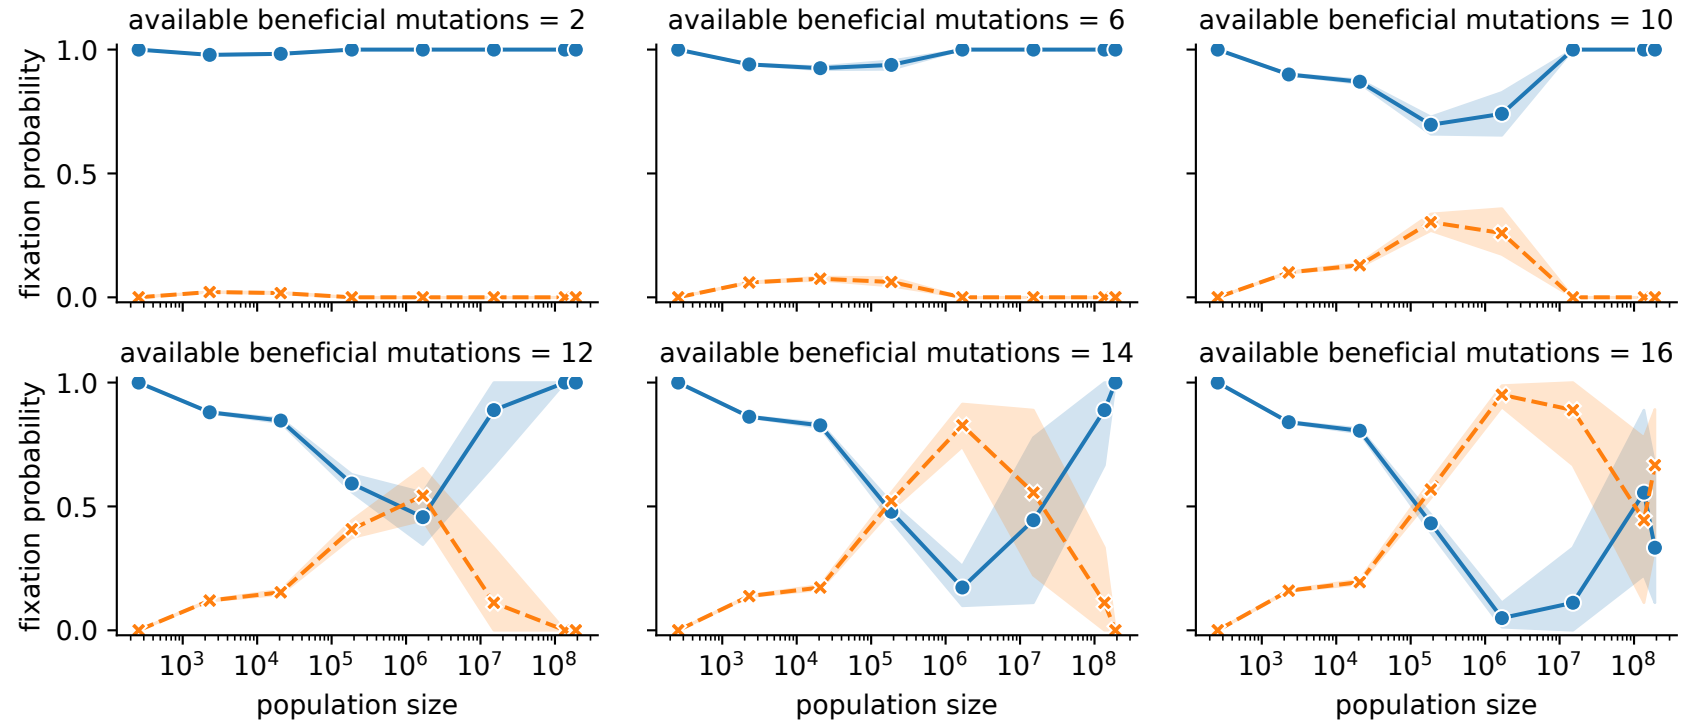 available beneficial mutations = 2
available beneficial mutations = 6
available beneficial mutations = 10
fixation probability
1.0
0.5
0.0
available beneficial mutations = 12
available beneficial mutations = 14
available beneficial mutations = 16
fixation probability
1.0
0.5
0.0
10³ 10⁴ 10⁵ 10⁶ 10⁷ 10⁸
10³ 10⁴ 10⁵ 10⁶ 10⁷ 10⁸
10³ 10⁴ 10⁵ 10⁶ 10⁷ 10⁸
population size
population size
population size